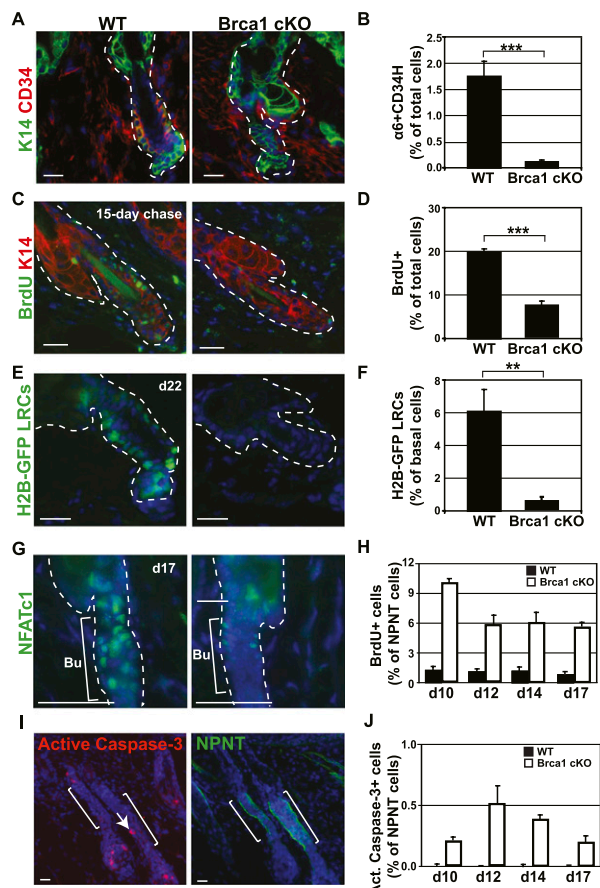 WT
Brca1 cKO
A
K14 CD34
B
α6+CD34H
(% of total cells)
2.5
2.0
1.5
1.0
0.5
0.0
***
WT
Brca1 cKO
C
BrdU K14
15-day chase
D
BrdU+
(% of total cells)
30
20
10
0
***
WT
Brca1 cKO
E
H2B-GFP LRCs
d22
F
H2B-GFP LRCs
(% of basal cells)
8
6
4
2
0
**
WT
Brca1 cKO
G
NFATc1
d17
Bu
Bu
H
BrdU+ cells
(% of NPNT cells)
12
9
6
3
0
WT
Brca1 cKO
d10 d12 d14 d17
I
Active Caspase-3
NPNT
J
Act. Caspase-3+ cells
(% of NPNT cells)
1.0
0.5
0.0
WT
Brca1 cKO
d10 d12 d14 d17